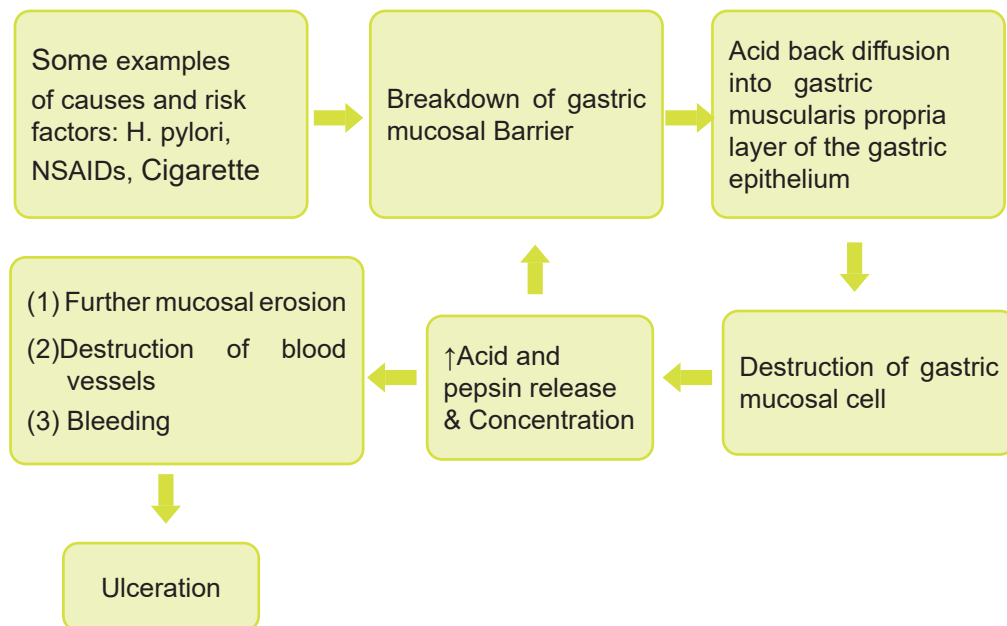 Some examples
of causes and risk
factors: H. pylori,
NSAIDs, Cigarette
Breakdown of gastric
mucosal Barrier
Acid back diffusion
into gastric
muscularis propria
layer of the gastric
epithelium
Destruction of gastric
mucosal cell
↑Acid and
pepsin release
& Concentration
(1) Further mucosal erosion
(2)Destruction of blood
vessels
(3) Bleeding
Ulceration